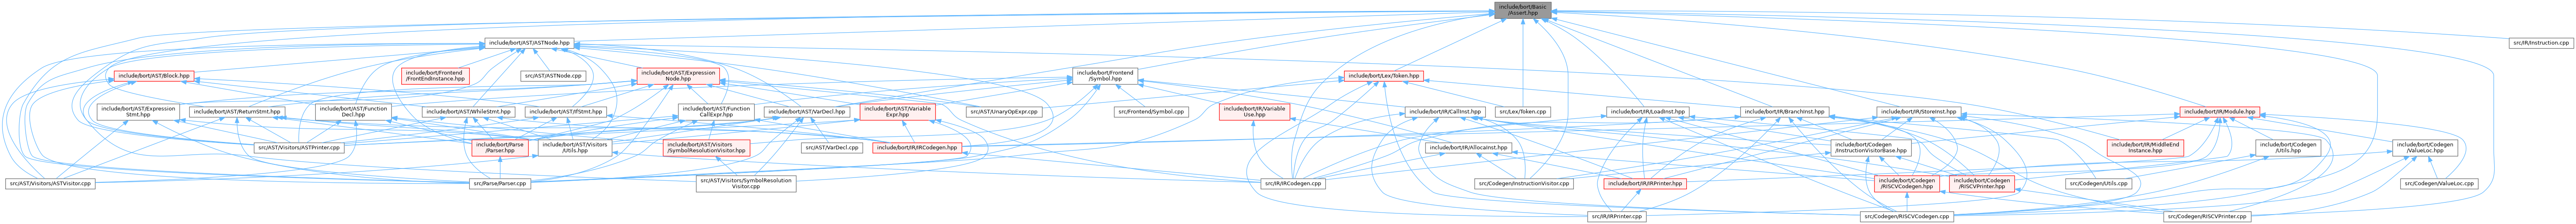 include/bort/Basic
/Assert.hpp
include/bort/AST/ASTNode.hpp
src/IR/Instruction.cpp
include/bort/AST/Block.hpp
include/bort/Frontend
/FrontEndInstance.hpp
src/AST/ASTNode.cpp
include/bort/AST/Expression
Node.hpp
include/bort/Frontend
/Symbol.hpp
include/bort/Lex/Token.hpp
include/bort/AST/Expression
Stmt.hpp
include/bort/AST/ReturnStmt.hpp
include/bort/AST/Function
Decl.hpp
include/bort/AST/WhileStmt.hpp
include/bort/AST/IfStmt.hpp
include/bort/AST/Function
CallExpr.hpp
include/bort/AST/VarDecl.hpp
include/bort/AST/Variable
Expr.hpp
src/AST/UnaryOpExpr.cpp
src/Frontend/Symbol.cpp
include/bort/IR/Variable
Use.hpp
include/bort/IR/CallInst.hpp
src/Lex/Token.cpp
include/bort/IR/LoadInst.hpp
include/bort/IR/BranchInst.hpp
include/bort/IR/StoreInst.hpp
include/bort/IR/Module.hpp
src/AST/Visitors/ASTPrinter.cpp
include/bort/Parse
/Parser.hpp
include/bort/AST/Visitors
/Utils.hpp
include/bort/AST/Visitors
/SymbolResolutionVisitor.hpp
src/AST/VarDecl.cpp
include/bort/IR/IRCodegen.hpp
include/bort/IR/AllocaInst.hpp
include/bort/Codegen
/InstructionVisitorBase.hpp
include/bort/IR/MiddleEnd
Instance.hpp
include/bort/Codegen
/Utils.hpp
include/bort/Codegen
/ValueLoc.hpp
src/AST/Visitors/ASTVisitor.cpp
src/Parse/Parser.cpp
src/AST/Visitors/SymbolResolution
Visitor.cpp
src/IR/IRCodegen.cpp
src/Codegen/InstructionVisitor.cpp
include/bort/IR/IRPrinter.hpp
include/bort/Codegen
/RISCVCodegen.hpp
include/bort/Codegen
/RISCVPrinter.hpp
src/Codegen/Utils.cpp
src/Codegen/ValueLoc.cpp
src/IR/IRPrinter.cpp
src/Codegen/RISCVCodegen.cpp
src/Codegen/RISCVPrinter.cpp